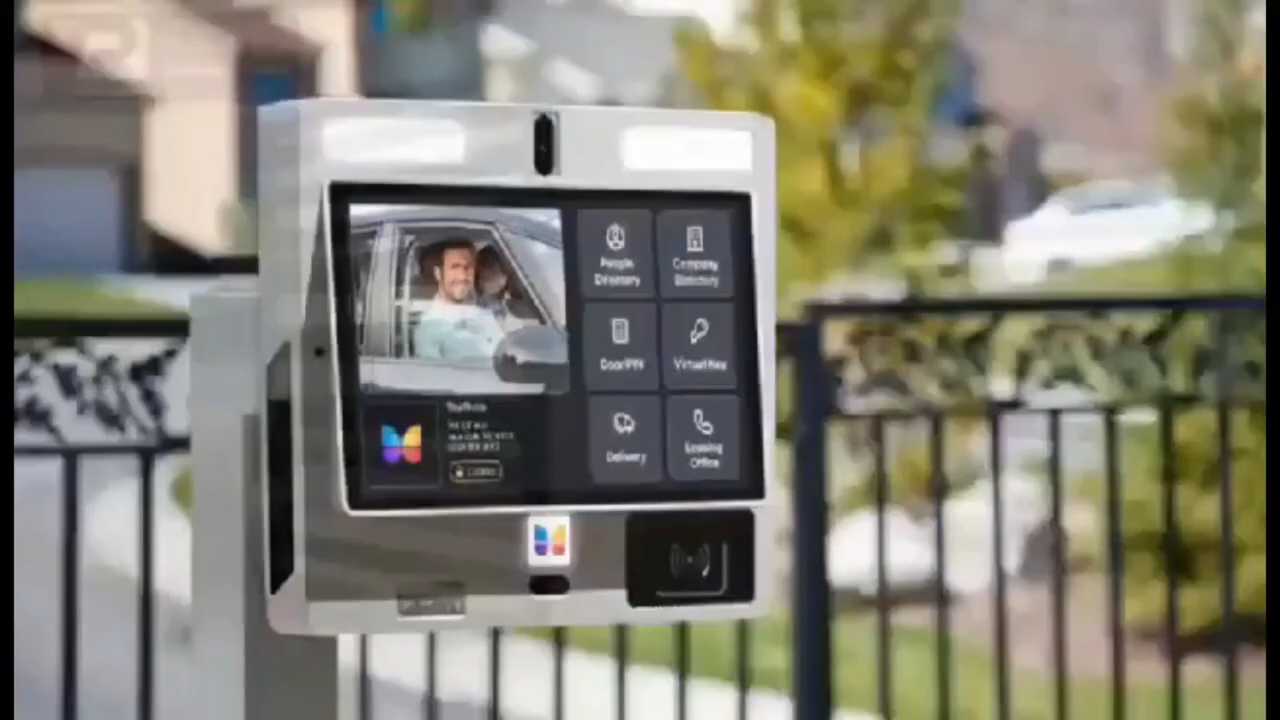 People
Directory
Company
Directory
Door PIN
Virtual Key
Delivery
Leasing
Office